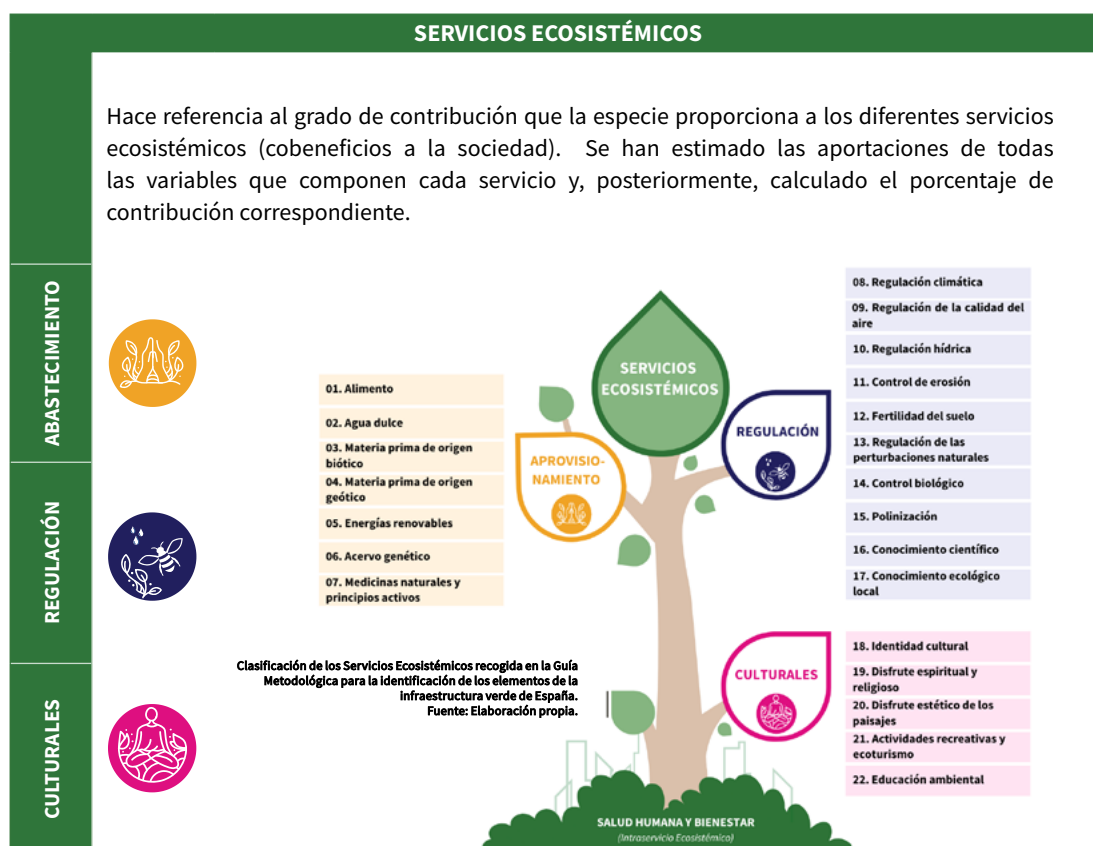 SERVICIOS ECOSISTÉMICOS
Hace referencia al grado de contribución que la especie proporciona a los diferentes servicios
ecosistémicos (cobeneficios a la sociedad). Se han estimado las aportaciones de todas
las variables que componen cada servicio y, posteriormente, calculado el porcentaje de
contribución correspondiente.
ABASTECIMIENTO
REGULACIÓN
CULTURALES
SERVICIOS
ECOSISTÉMICOS
APROVISIO-
NAMIENTO
01. Alimento
02. Agua dulce
03. Materia prima de origen
biótico
04. Materia prima de origen
geótico
05. Energías renovables
06. Acervo genético
07. Medicinas naturales y
principios activos
REGULACIÓN
08. Regulación climática
09. Regulación de la calidad del
aire
10. Regulación hídrica
11. Control de erosión
12. Fertilidad del suelo
13. Regulación de las
perturbaciones naturales
14. Control biológico
15. Polinización
16. Conocimiento científico
17. Conocimiento ecológico
local
CULTURALES
18. Identidad cultural
19. Disfrute espiritual y
religioso
20. Disfrute estético de los
paisajes
21. Actividades recreativas y
ecoturismo
22. Educación ambiental
Clasificación de los Servicios Ecosistémicos recogida en la Guía
Metodológica para la identificación de los elementos de la
infraestructura verde de España.
Fuente: Elaboración propia.
SALUD HUMANA Y BIENESTAR
(Intraservicio Ecosistémico)